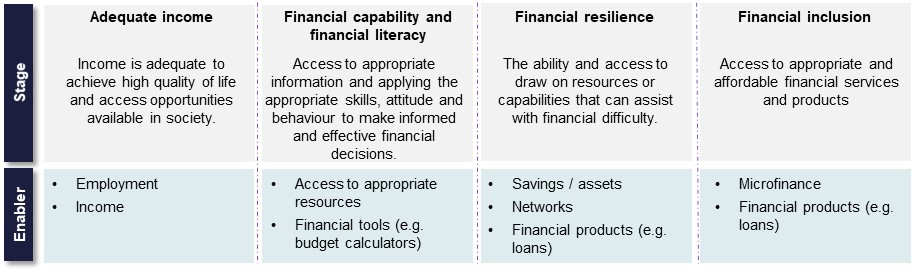 Stage
Adequate income
Income is adequate to
achieve high quality of life
and access opportunities
available in society.
Financial capability and
financial literacy
Access to appropriate
information and applying the
appropriate skills, attitude and
behaviour to make informed
and effective financial
decisions.
Financial resilience
The ability and access to
draw on resources or
capabilities that can assist
with financial difficulty.
Financial inclusion
Access to appropriate and
affordable financial services
and products
Enabler
• Employment
• Income
• Access to appropriate
resources
• Financial tools (e.g.
budget calculators)
• Savings / assets
• Networks
• Financial products (e.g.
loans)
• Microfinance
• Financial products (e.g.
loans)